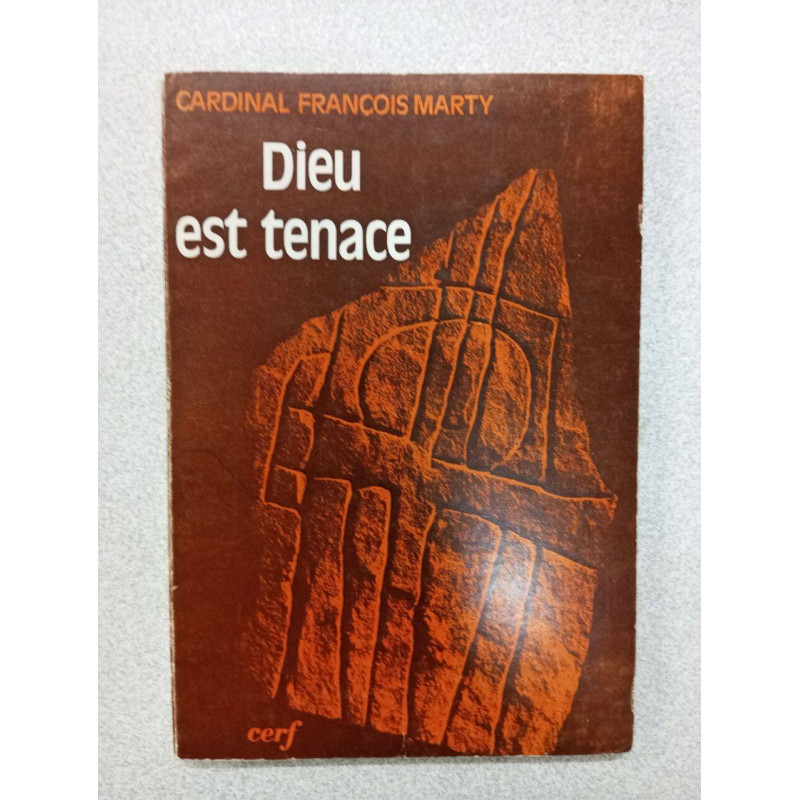 CARDINAL FRANÇOIS MARTY
Dieu
est tenace
cerf